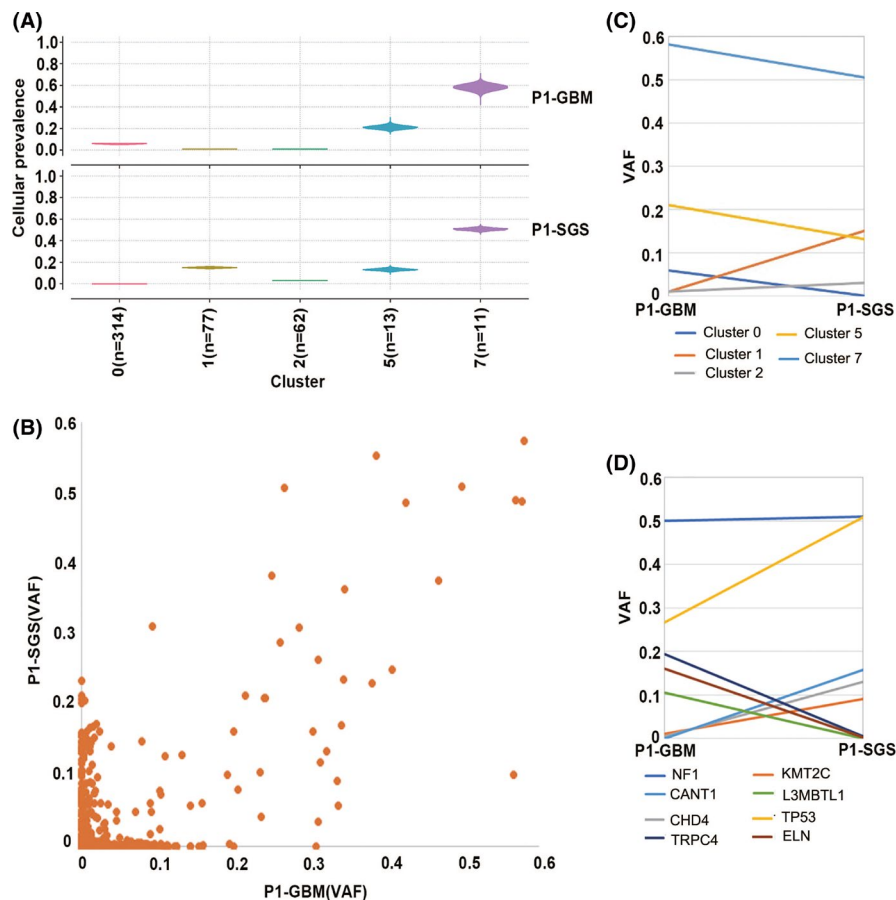 (A)
Cellular prevalence
1.0
0.8
0.6
0.4
0.2
0.0
P1-GBM
1.0
0.8
0.6
0.4
0.2
0.0
P1-SGS
0(n=314)
1(n=77)
2(n=62)
5(n=13)
7(n=11)
Cluster
(C)
VAF
0.6
0.5
0.4
0.3
0.2
0.1
0
P1-GBM P1-SGS
Cluster 0 Cluster 5
Cluster 1 Cluster 7
Cluster 2
(B)
P1-SGS(VAF)
0.6
0.5
0.4
0.3
0.2
0.1
0
0 0.1 0.2 0.3 0.4 0.5 0.6
P1-GBM(VAF)
(D)
VAF
0.6
0.5
0.4
0.3
0.2
0.1
0
P1-GBM P1-SGS
NF1 KMT2C
CANT1 L3MBTL1
CHD4 TP53
TRPC4 ELN